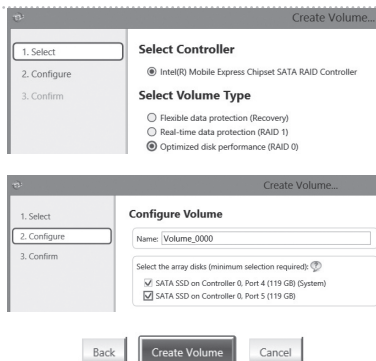 Create Volume...
1. Select
2. Configure
3. Confirm
Select Controller
Intel(R) Mobile Express Chipset SATA RAID Controller
Select Volume Type
Flexible data protection (Recovery)
Real-time data protection (RAID 1)
Optimized disk performance (RAID 0)
Create Volume...
1. Select
2. Configure
3. Confirm
Configure Volume
Name: Volume_0000
Select the array disks (minimum selection required): ?
SATA SSD on Controller 0, Port 4 (119 GB) (System)
SATA SSD on Controller 0, Port 5 (119 GB)
Back Create Volume Cancel